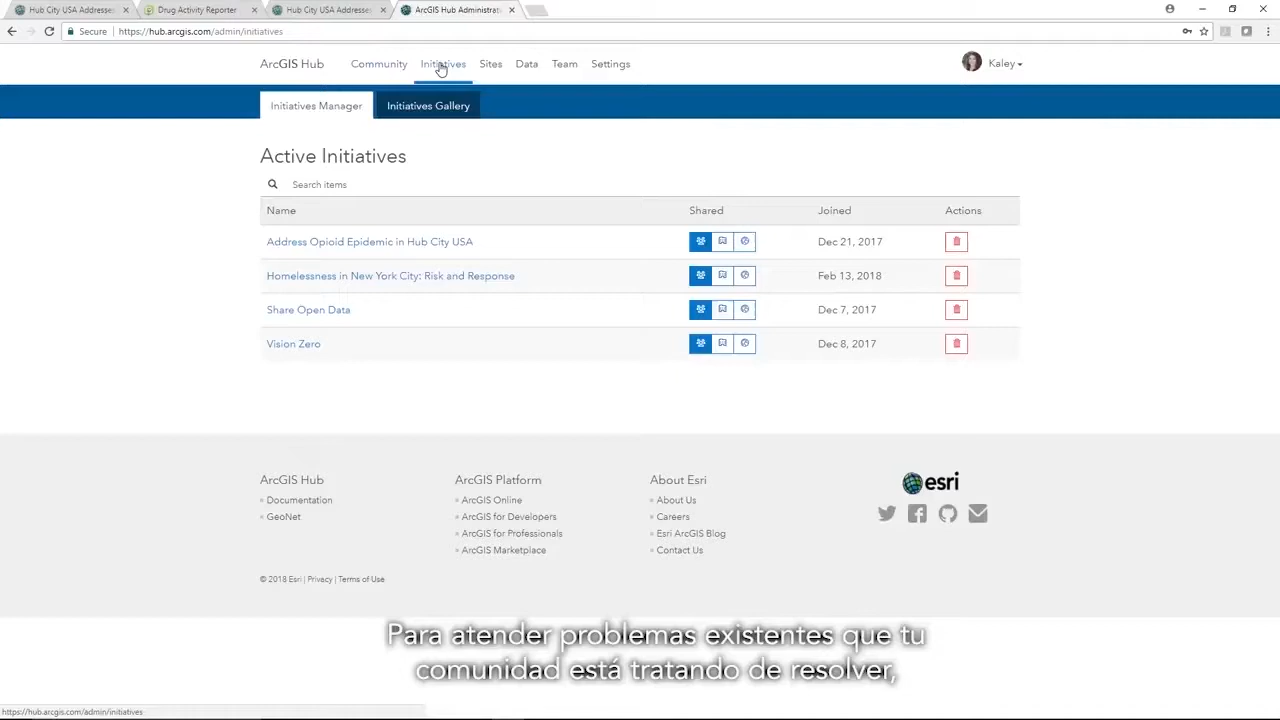 Hub City USA Addresses
Drug Activity Reporter
Hub City USA Addresses
ArcGIS Hub Administrat
Secure
https://hub.arcgis.com/admin/initiatives
ArcGIS Hub
Community
Initiatives
Sites
Data
Team
Settings
Kaley
Initiatives Manager
Initiatives Gallery
Active Initiatives
Search items
Name Shared Joined Actions
Address Opioid Epidemic in Hub City USA Dec 21, 2017
Homelessness in New York City: Risk and Response Feb 13, 2018
Share Open Data Dec 7, 2017
Vision Zero Dec 8, 2017
ArcGIS Hub
» Documentation
» GeoNet
ArcGIS Platform
» ArcGIS Online
» ArcGIS for Developers
» ArcGIS for Professionals
» ArcGIS Marketplace
About Esri
» About Us
» Careers
» Esri ArcGIS Blog
» Contact Us
esri
© 2018 Esri | Privacy | Terms of Use
Para atender problemas existentes que tu
comunidad está tratando de resolver,
https://hub.arcgis.com/admin/initiatives